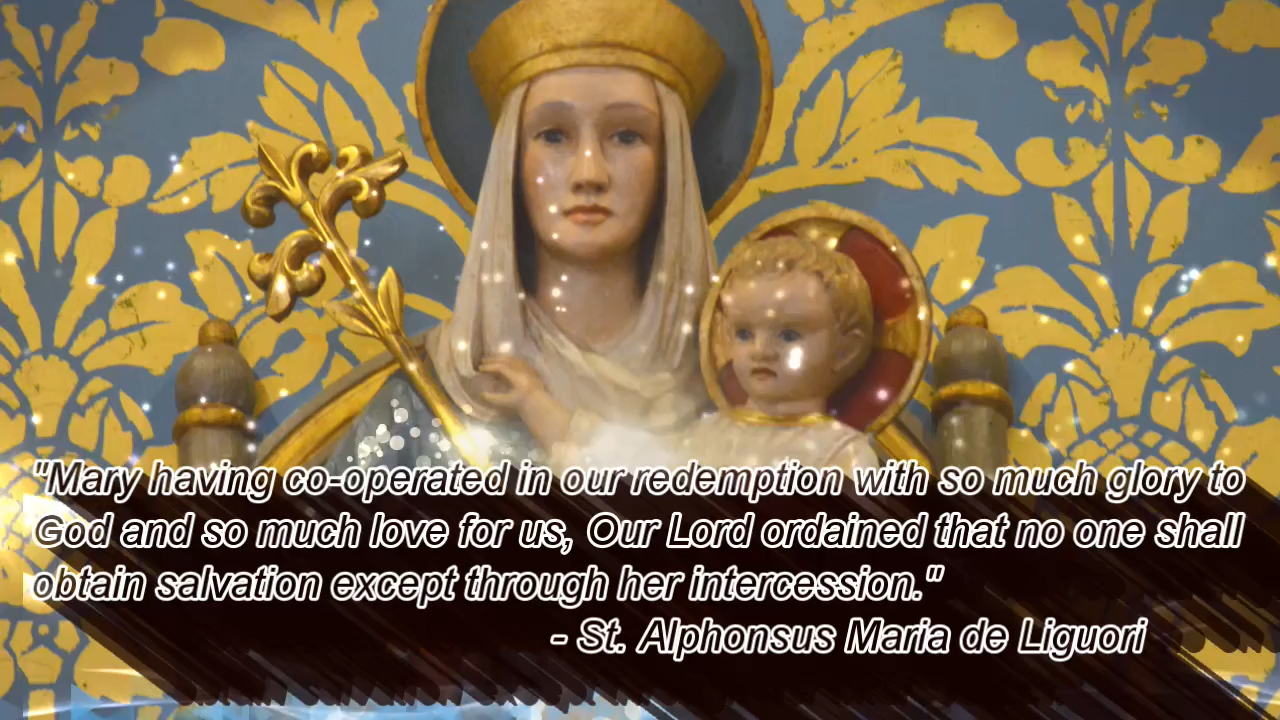 "Mary having co-operated in our redemption with so much glory to
God and so much love for us, Our Lord ordained that no one shall
obtain salvation except through her intercession."
- St. Alphonsus Maria de Liguori